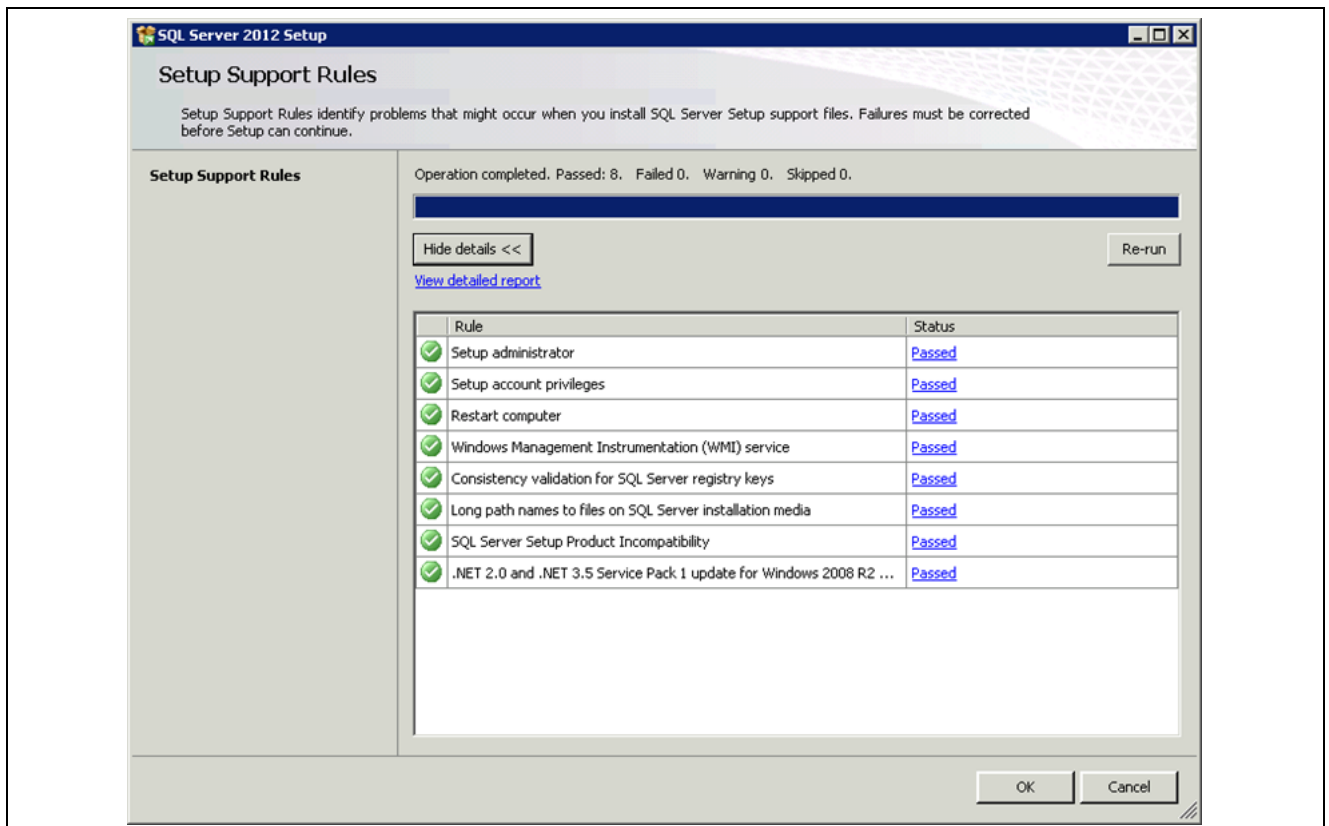 SQL Server 2012 Setup
Setup Support Rules
Setup Support Rules identify problems that might occur when you install SQL Server Setup support files. Failures must be corrected
before Setup can continue.
Setup Support Rules
Operation completed. Passed: 8. Failed 0. Warning 0. Skipped 0.
Hide details <<
Re-run
View detailed report
Rule Status
Setup administrator Passed
Setup account privileges Passed
Restart computer Passed
Windows Management Instrumentation (WMI) service Passed
Consistency validation for SQL Server registry keys Passed
Long path names to files on SQL Server installation media Passed
SQL Server Setup Product Incompatibility Passed
.NET 2.0 and .NET 3.5 Service Pack 1 update for Windows 2008 R2 ... Passed
OK Cancel